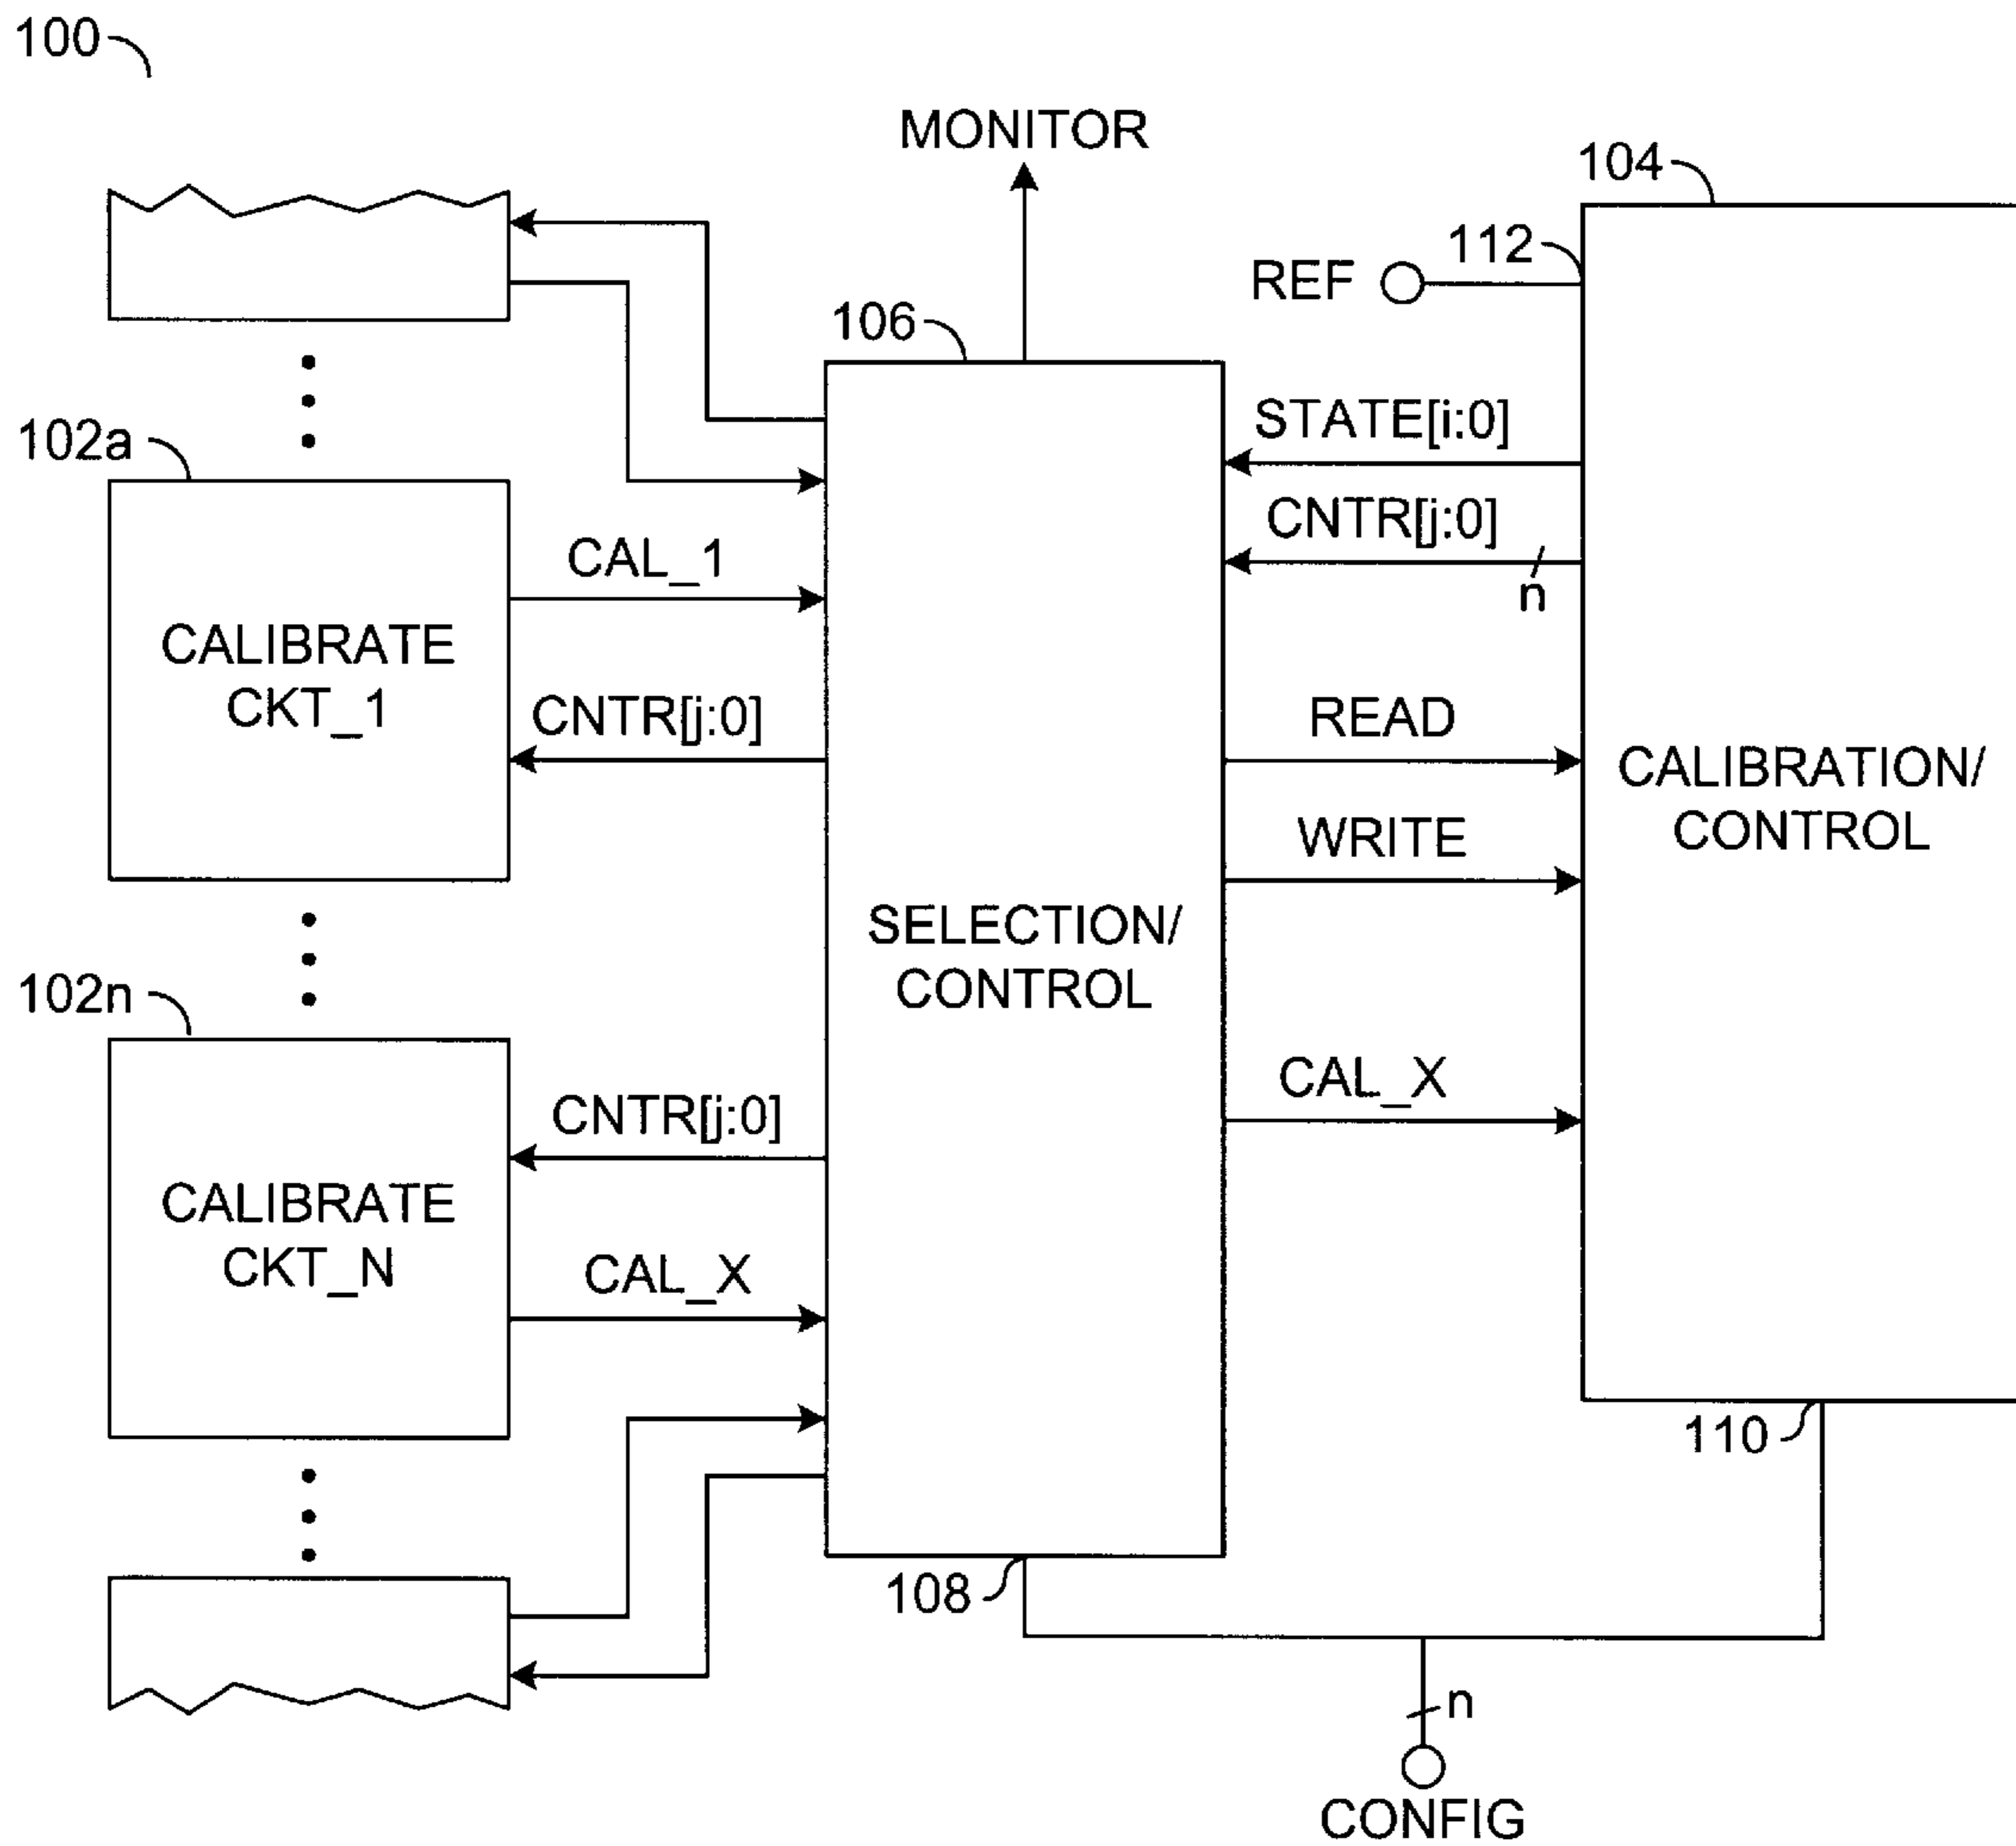 100
MONITOR
104
112
REF
106
STATE[i:0]
CNTR[j:0]
n
102a
CAL_1
CALIBRATE
CKT_1
CNTR[j:0]
READ
CALIBRATION/
CONTROL
WRITE
SELECTION/
CONTROL
102n
CAL_X
CNTR[j:0]
CALIBRATE
CKT_N
CAL_X
110
108
n
CONFIG